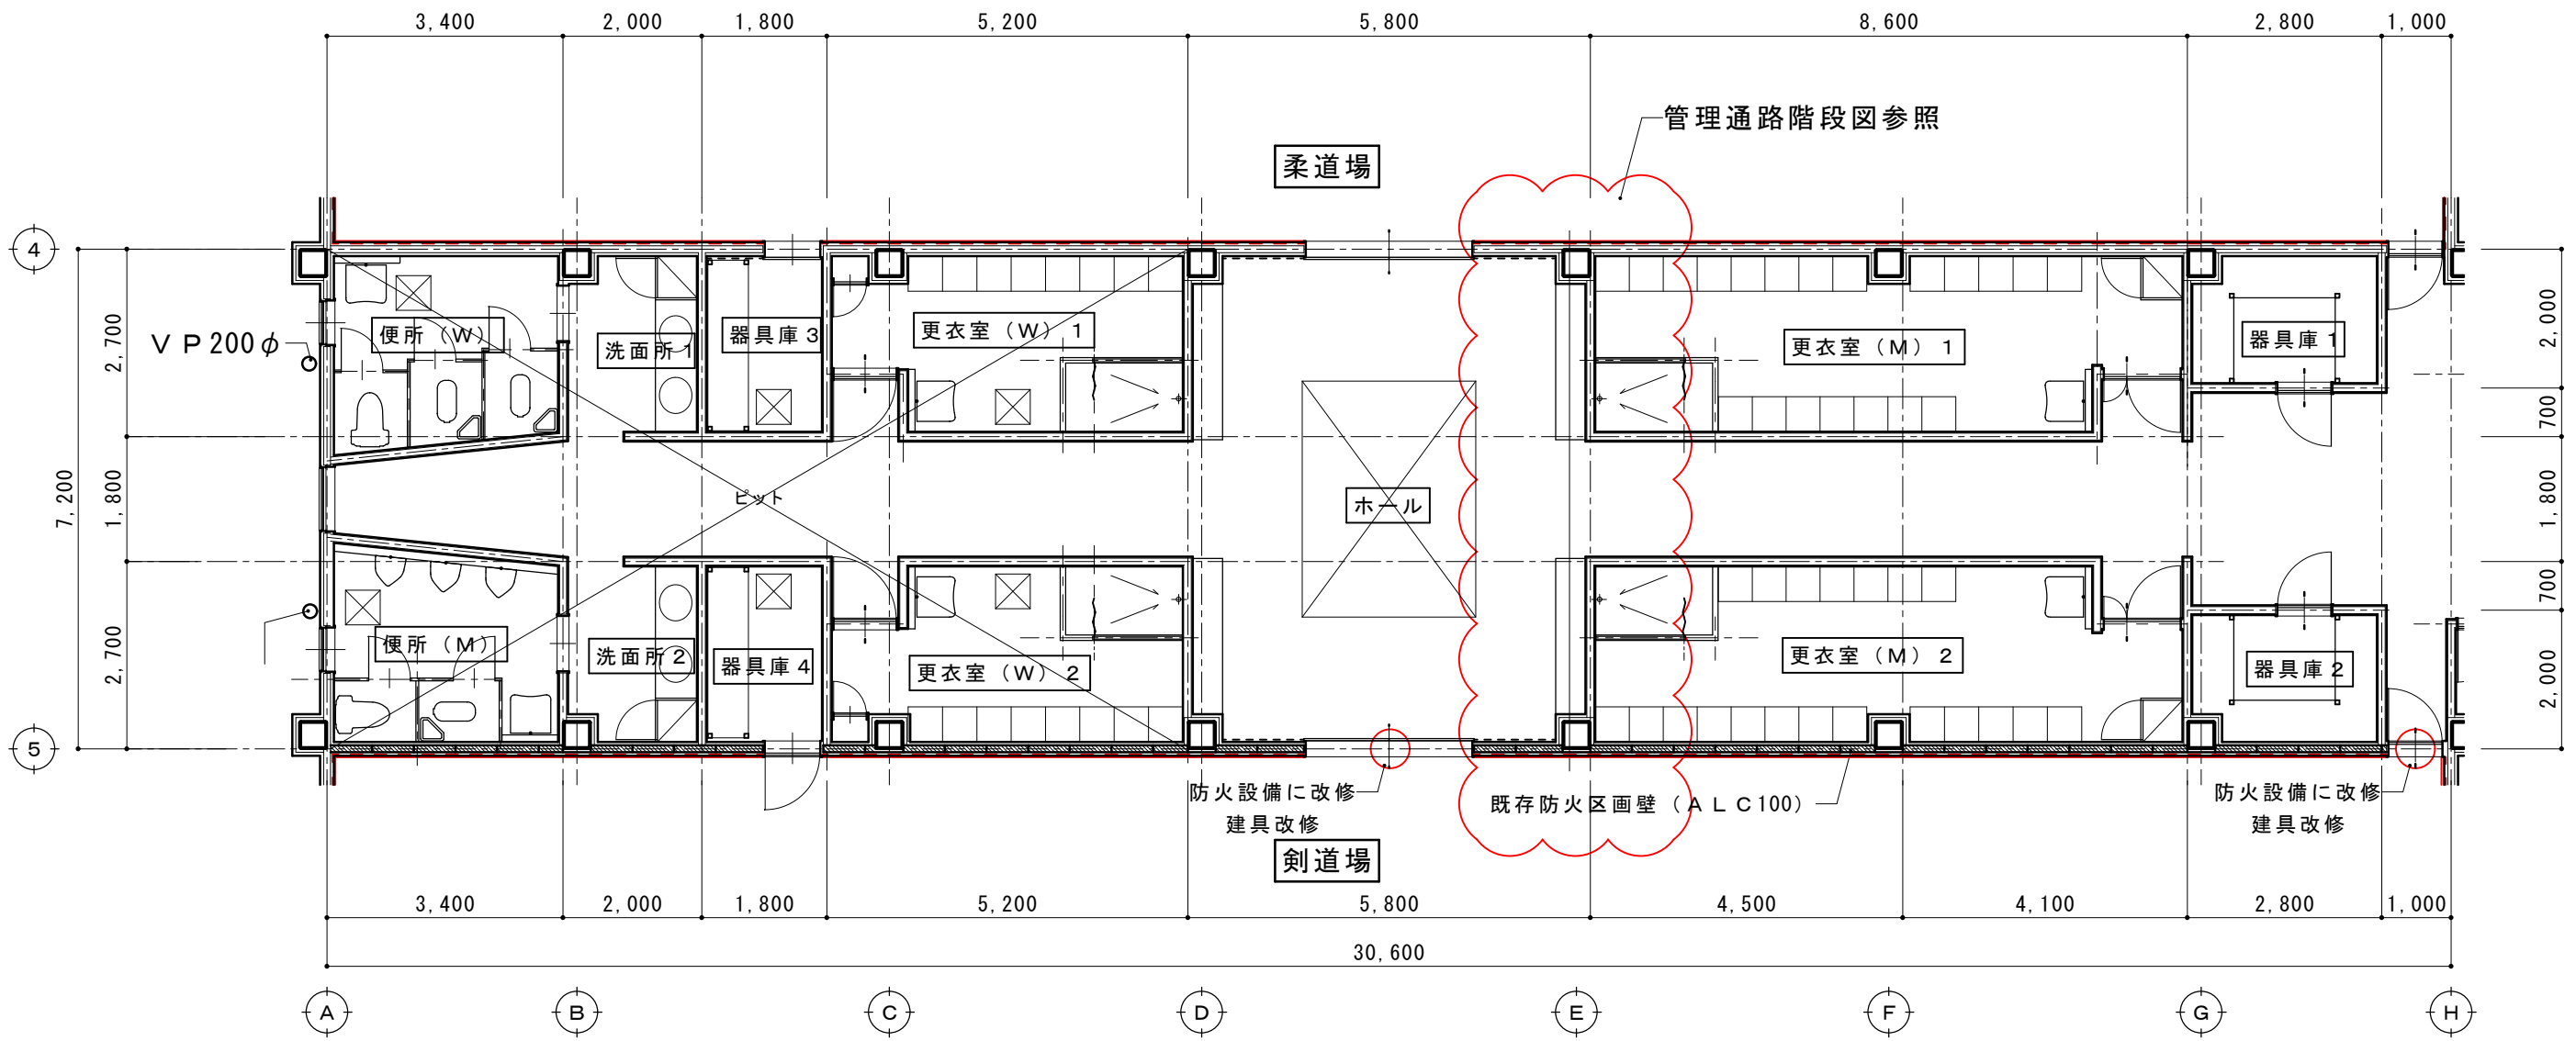 3,400 2,000 1,800 5,200 5,800 8,600 2,800 1,000
管理通路階段図参照
柔道場
4
VP200φ
便所(W)
洗面所1
器具庫3
更衣室(W)1
更衣室(M)1
器具庫1
2,700
1,800
2,700
7,200
2,000
700
1,800
700
2,000
ピット
ホール
便所(M)
洗面所2
器具庫4
更衣室(W)2
更衣室(M)2
器具庫2
5
防火設備に改修
建具改修
既存防火区画壁(ALC100)
防火設備に改修
建具改修
剣道場
3,400 2,000 1,800 5,200 5,800 4,500 4,100 2,800 1,000
30,600
A B C D E F G H